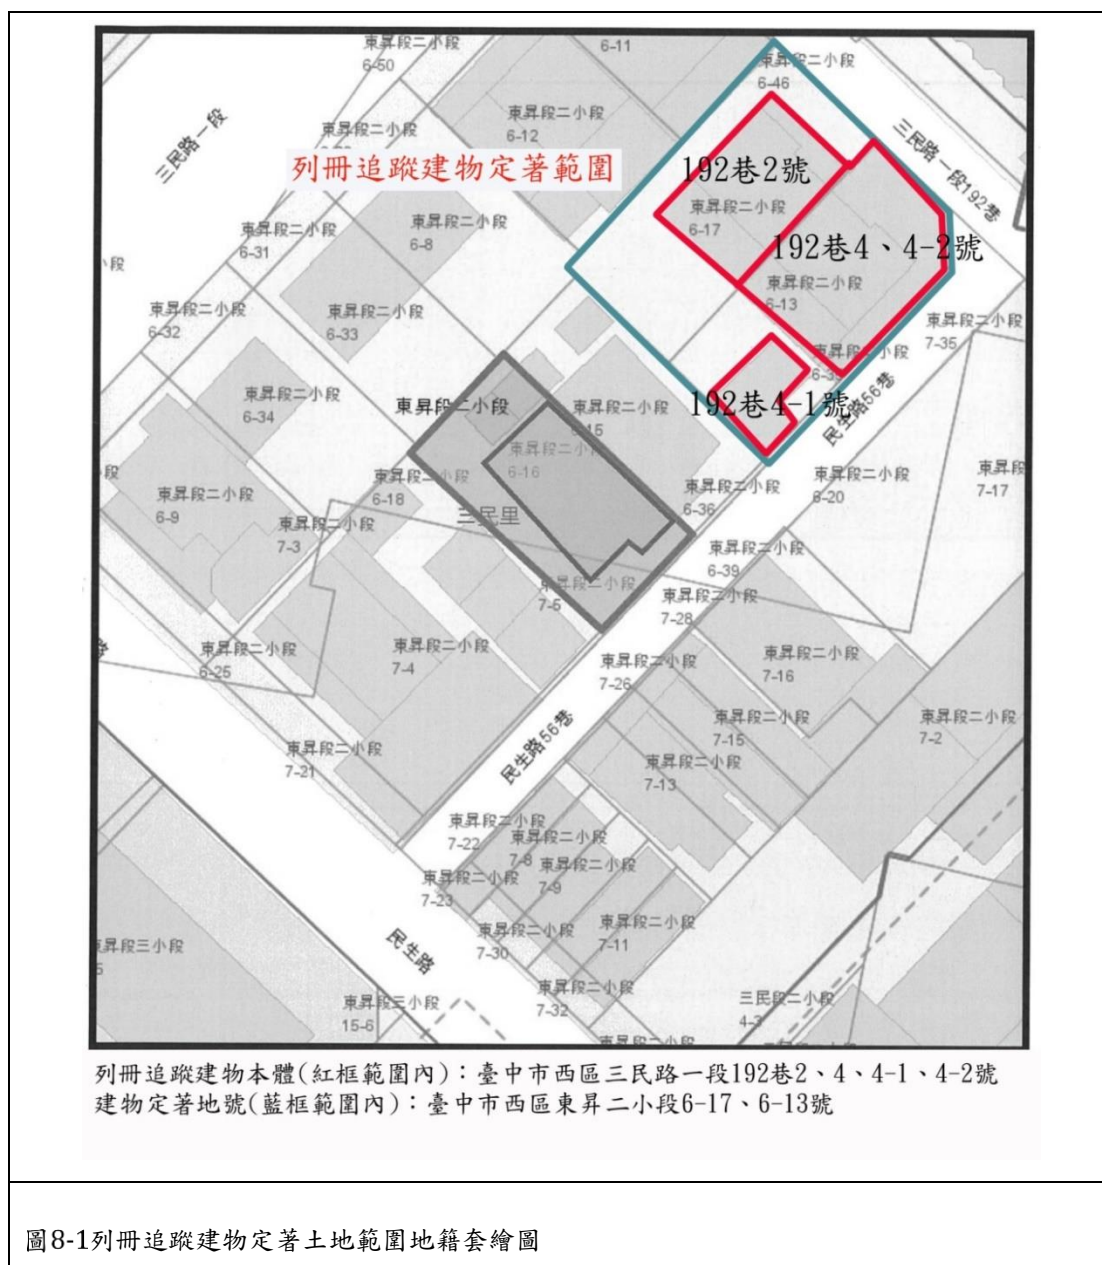 東昇段二小段
6-50
6-11
東昇段二小段
6-46
三民路一段
東昇段二小段
6-12
東昇段二小段
三民路一段192巷
列冊追蹤建物定著範圍
192巷2號
東昇段二小段
6-17
東昇段二小段
6-31
東昇段二小段
6-8
192巷4、4-2號
段
東昇段二小段
6-13
東昇段二小段
6-32
東昇段二小段
6-33
東昇段二小段
7-35
東昇段二小段
東昇段二小段
6-34
東昇段二小段
東昇段二小段
6-15
192巷4-1號
民生路56巷
東昇段二小段
6-16
段
東昇段二小段
6-18
東昇段二小段
6-36
東昇段二小段
6-20
東昇段
7-17
東昇段二小段
6-9
東昇段二小段
7-3
三民里
東昇段二小段
6-39
東昇段二小段
7-5
東昇段二小段
7-28
路
東昇段二小段
6-25
東昇段二小段
7-4
東昇段二小段
7-26
東昇段二小段
7-16
東昇段二小段
7-21
民生路56巷
東昇段二小段
7-15
東昇段二小段
7-2
東昇段二小段
7-13
東昇段二小段
7-22
東昇段二小段
7-8
東昇段二小段
7-9
東昇段二小段
7-23
民生路
東昇段二小段
7-30
東昇段二小段
7-11
東昇段三小段
5
東昇段三小段
15-6
東昇段二小段
7-32
三民段二小段
4-3
東昇段二小段
列冊追蹤建物本體(紅框範圍內)：臺中市西區三民路一段192巷2、4、4-1、4-2號
建物定著地號(藍框範圍內)：臺中市西區東昇二小段6-17、6-13號
圖8-1列冊追蹤建物定著土地範圍地籍套繪圖